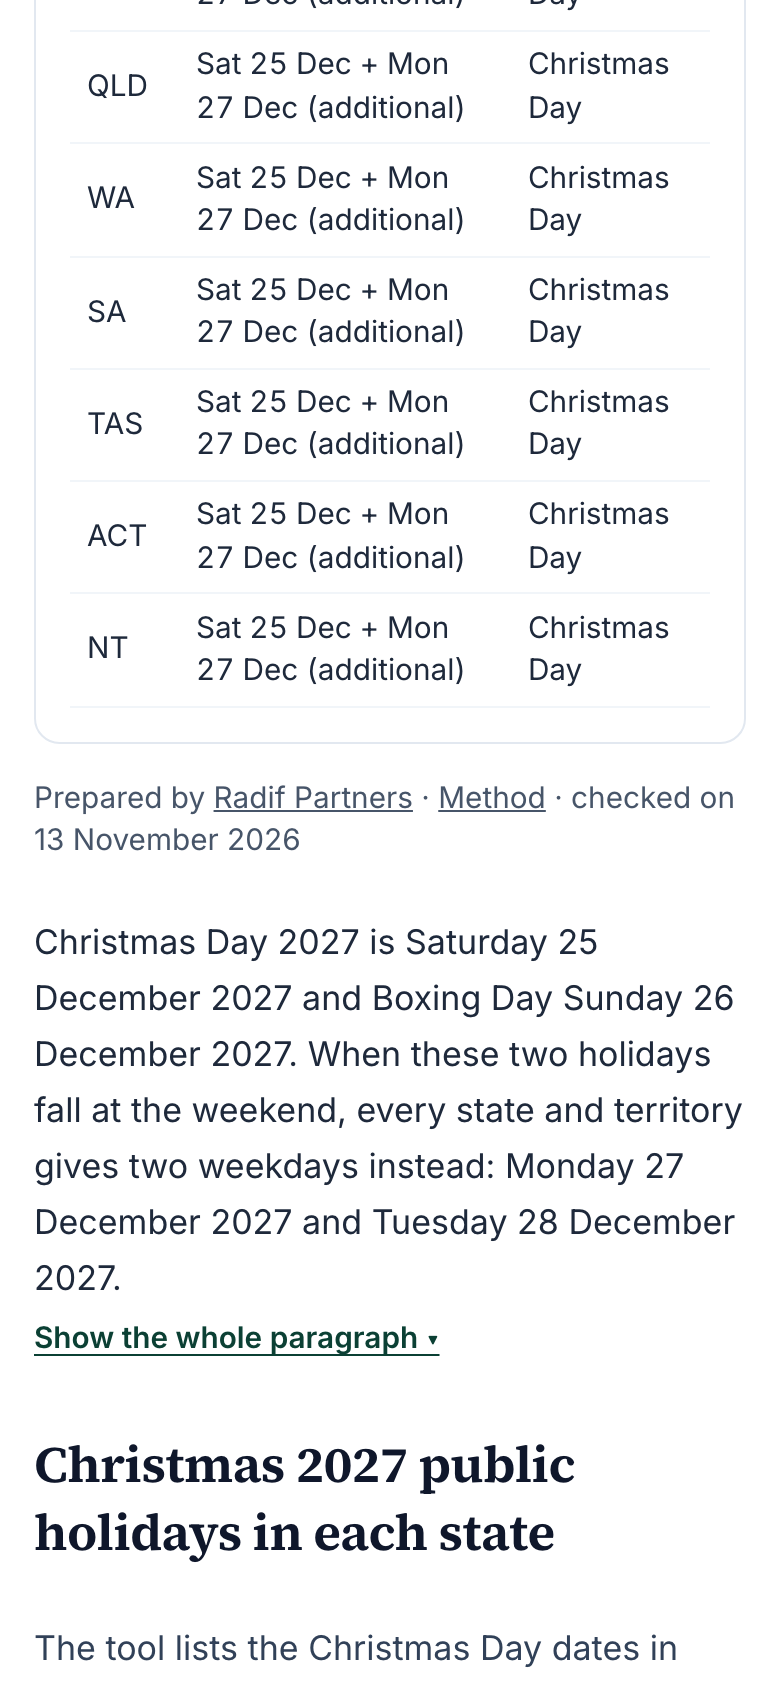 27 Dec (additional) Day
QLD Sat 25 Dec + Mon 27 Dec (additional) Christmas Day
WA Sat 25 Dec + Mon 27 Dec (additional) Christmas Day
SA Sat 25 Dec + Mon 27 Dec (additional) Christmas Day
TAS Sat 25 Dec + Mon 27 Dec (additional) Christmas Day
ACT Sat 25 Dec + Mon 27 Dec (additional) Christmas Day
NT Sat 25 Dec + Mon 27 Dec (additional) Christmas Day
Prepared by Radif Partners · Method · checked on
13 November 2026
Christmas Day 2027 is Saturday 25
December 2027 and Boxing Day Sunday 26
December 2027. When these two holidays
fall at the weekend, every state and territory
gives two weekdays instead: Monday 27
December 2027 and Tuesday 28 December
2027.
Show the whole paragraph ▾
Christmas 2027 public
holidays in each state
The tool lists the Christmas Day dates in